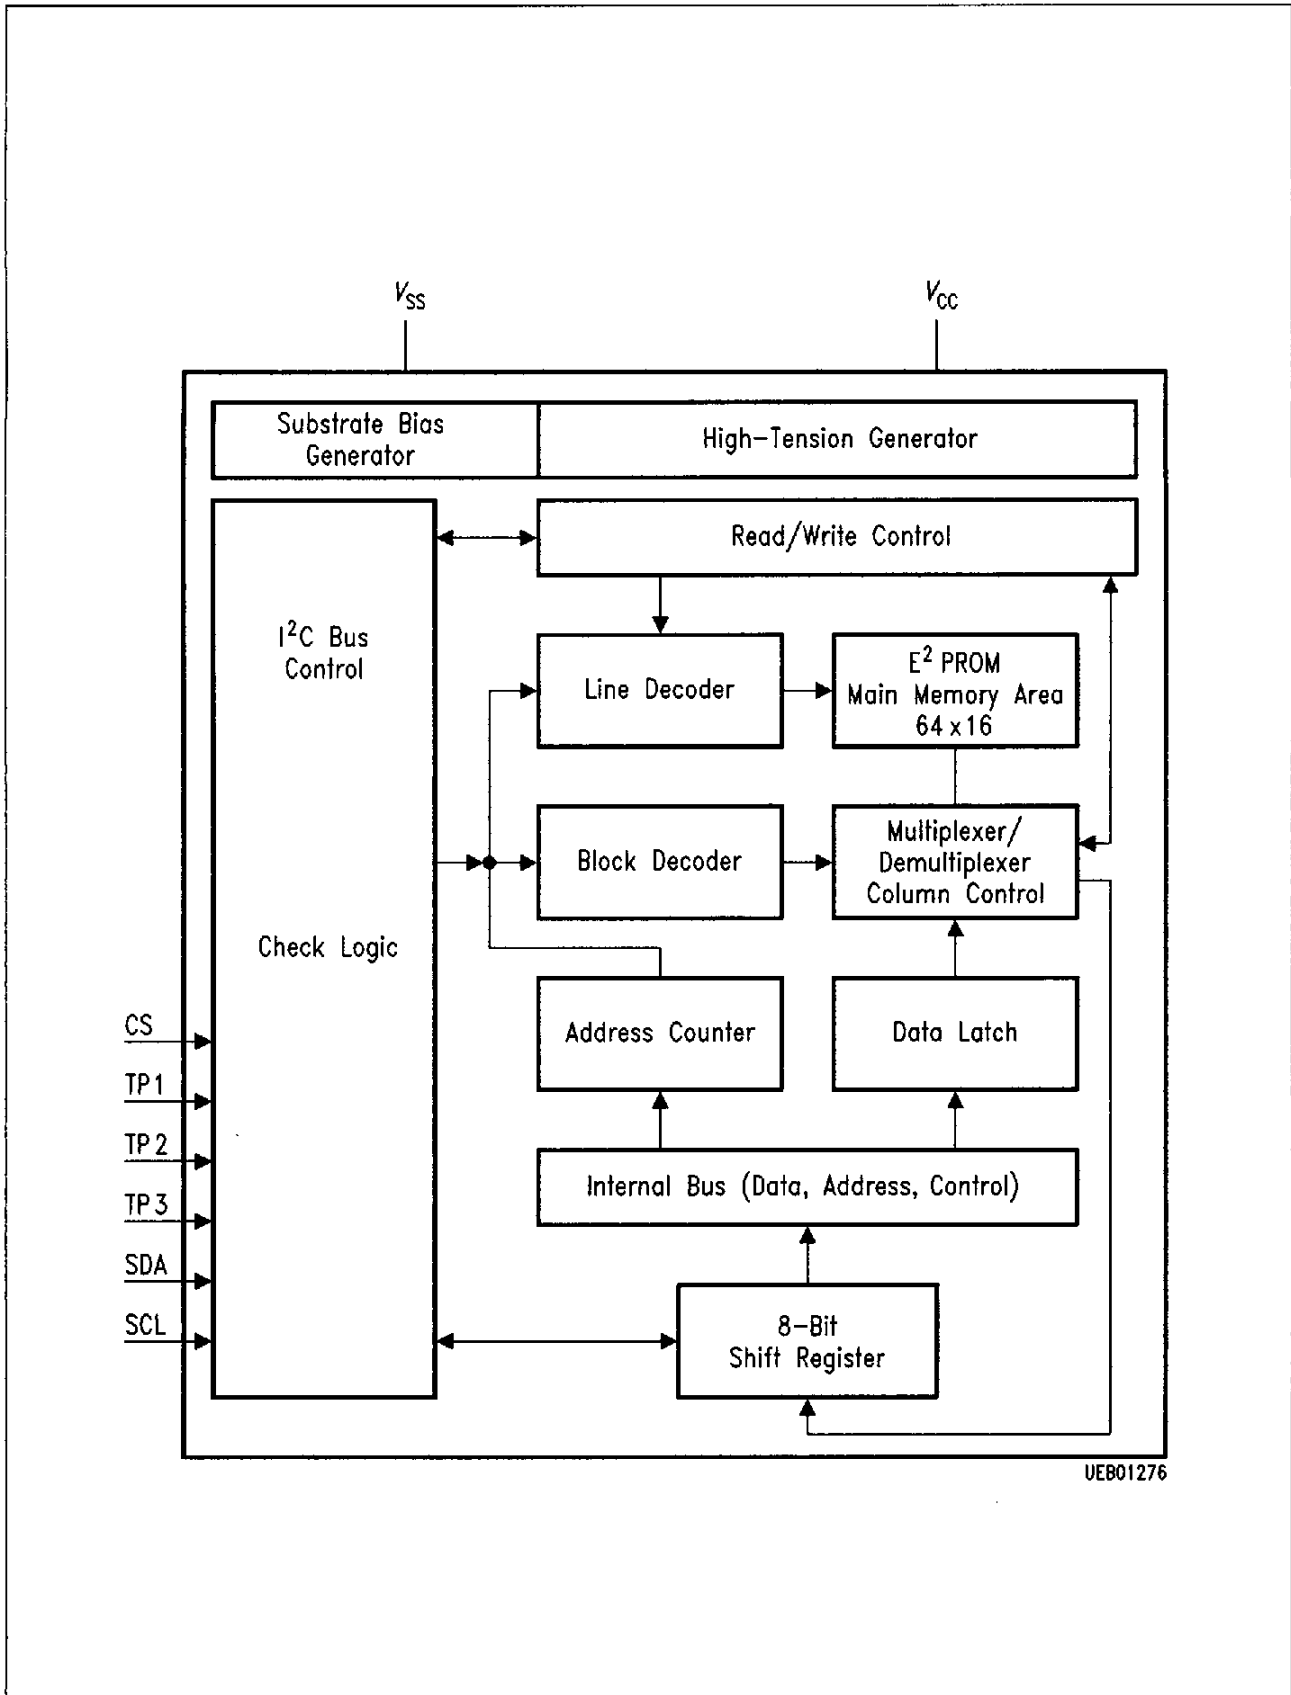 V_SS
V_CC
Substrate Bias
Generator
High-Tension Generator
Read/Write Control
I²C Bus
Control
Line Decoder
E² PROM
Main Memory Area
64 x 16
Block Decoder
Multiplexer/
Demultiplexer
Column Control
Check Logic
CS
Address Counter
Data Latch
TP1
TP2
Internal Bus (Data, Address, Control)
TP3
SDA
SCL
8-Bit
Shift Register
UEB01276